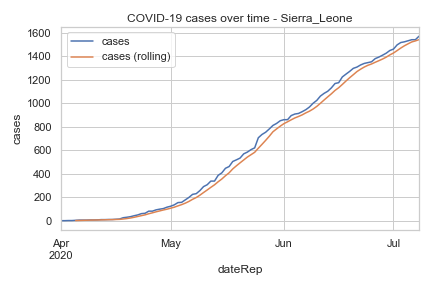 COVID-19 cases over time - Sierra_Leone
cases
cases (rolling)
1600
1400
1200
1000
800
600
400
200
0
cases
Apr
2020
May
Jun
Jul
dateRep